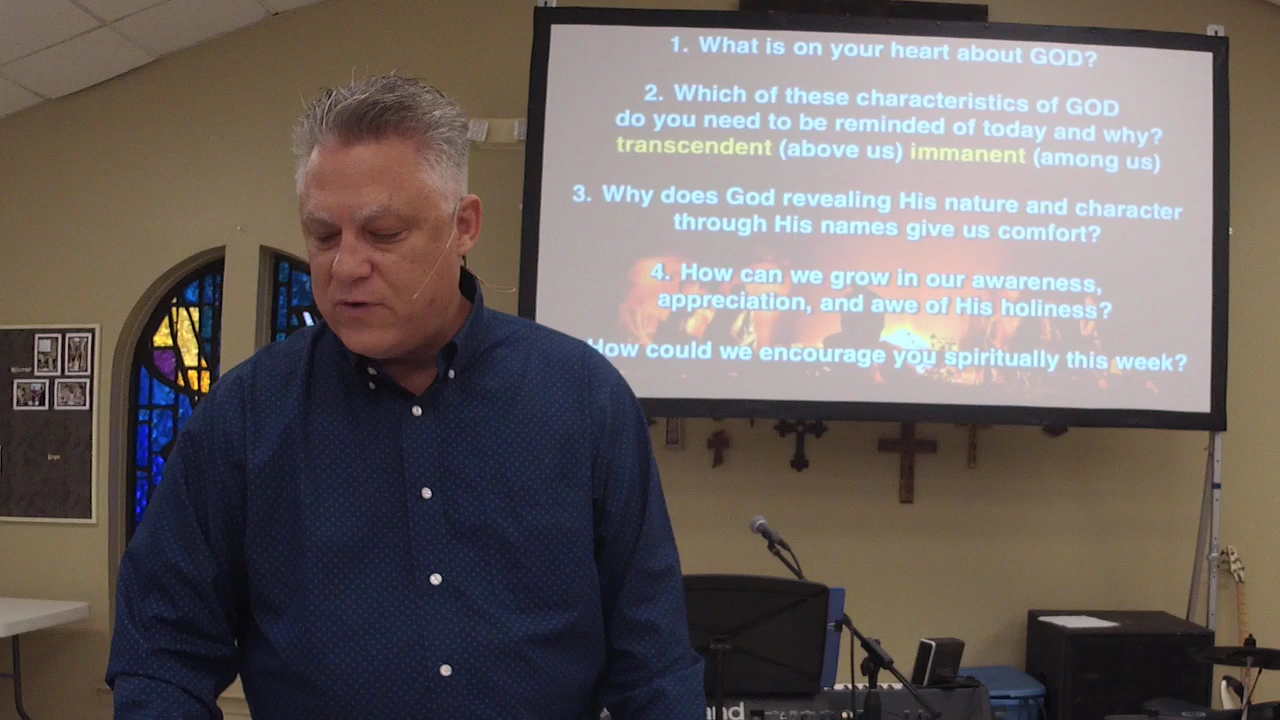 1. What is on your heart about GOD?
2. Which of these characteristics of GOD
do you need to be reminded of today and why?
transcendent (above us) immanent (among us)
3. Why does God revealing His nature and character
through His names give us comfort?
4. How can we grow in our awareness,
appreciation, and awe of His holiness?
How could we encourage you spiritually this week?
and